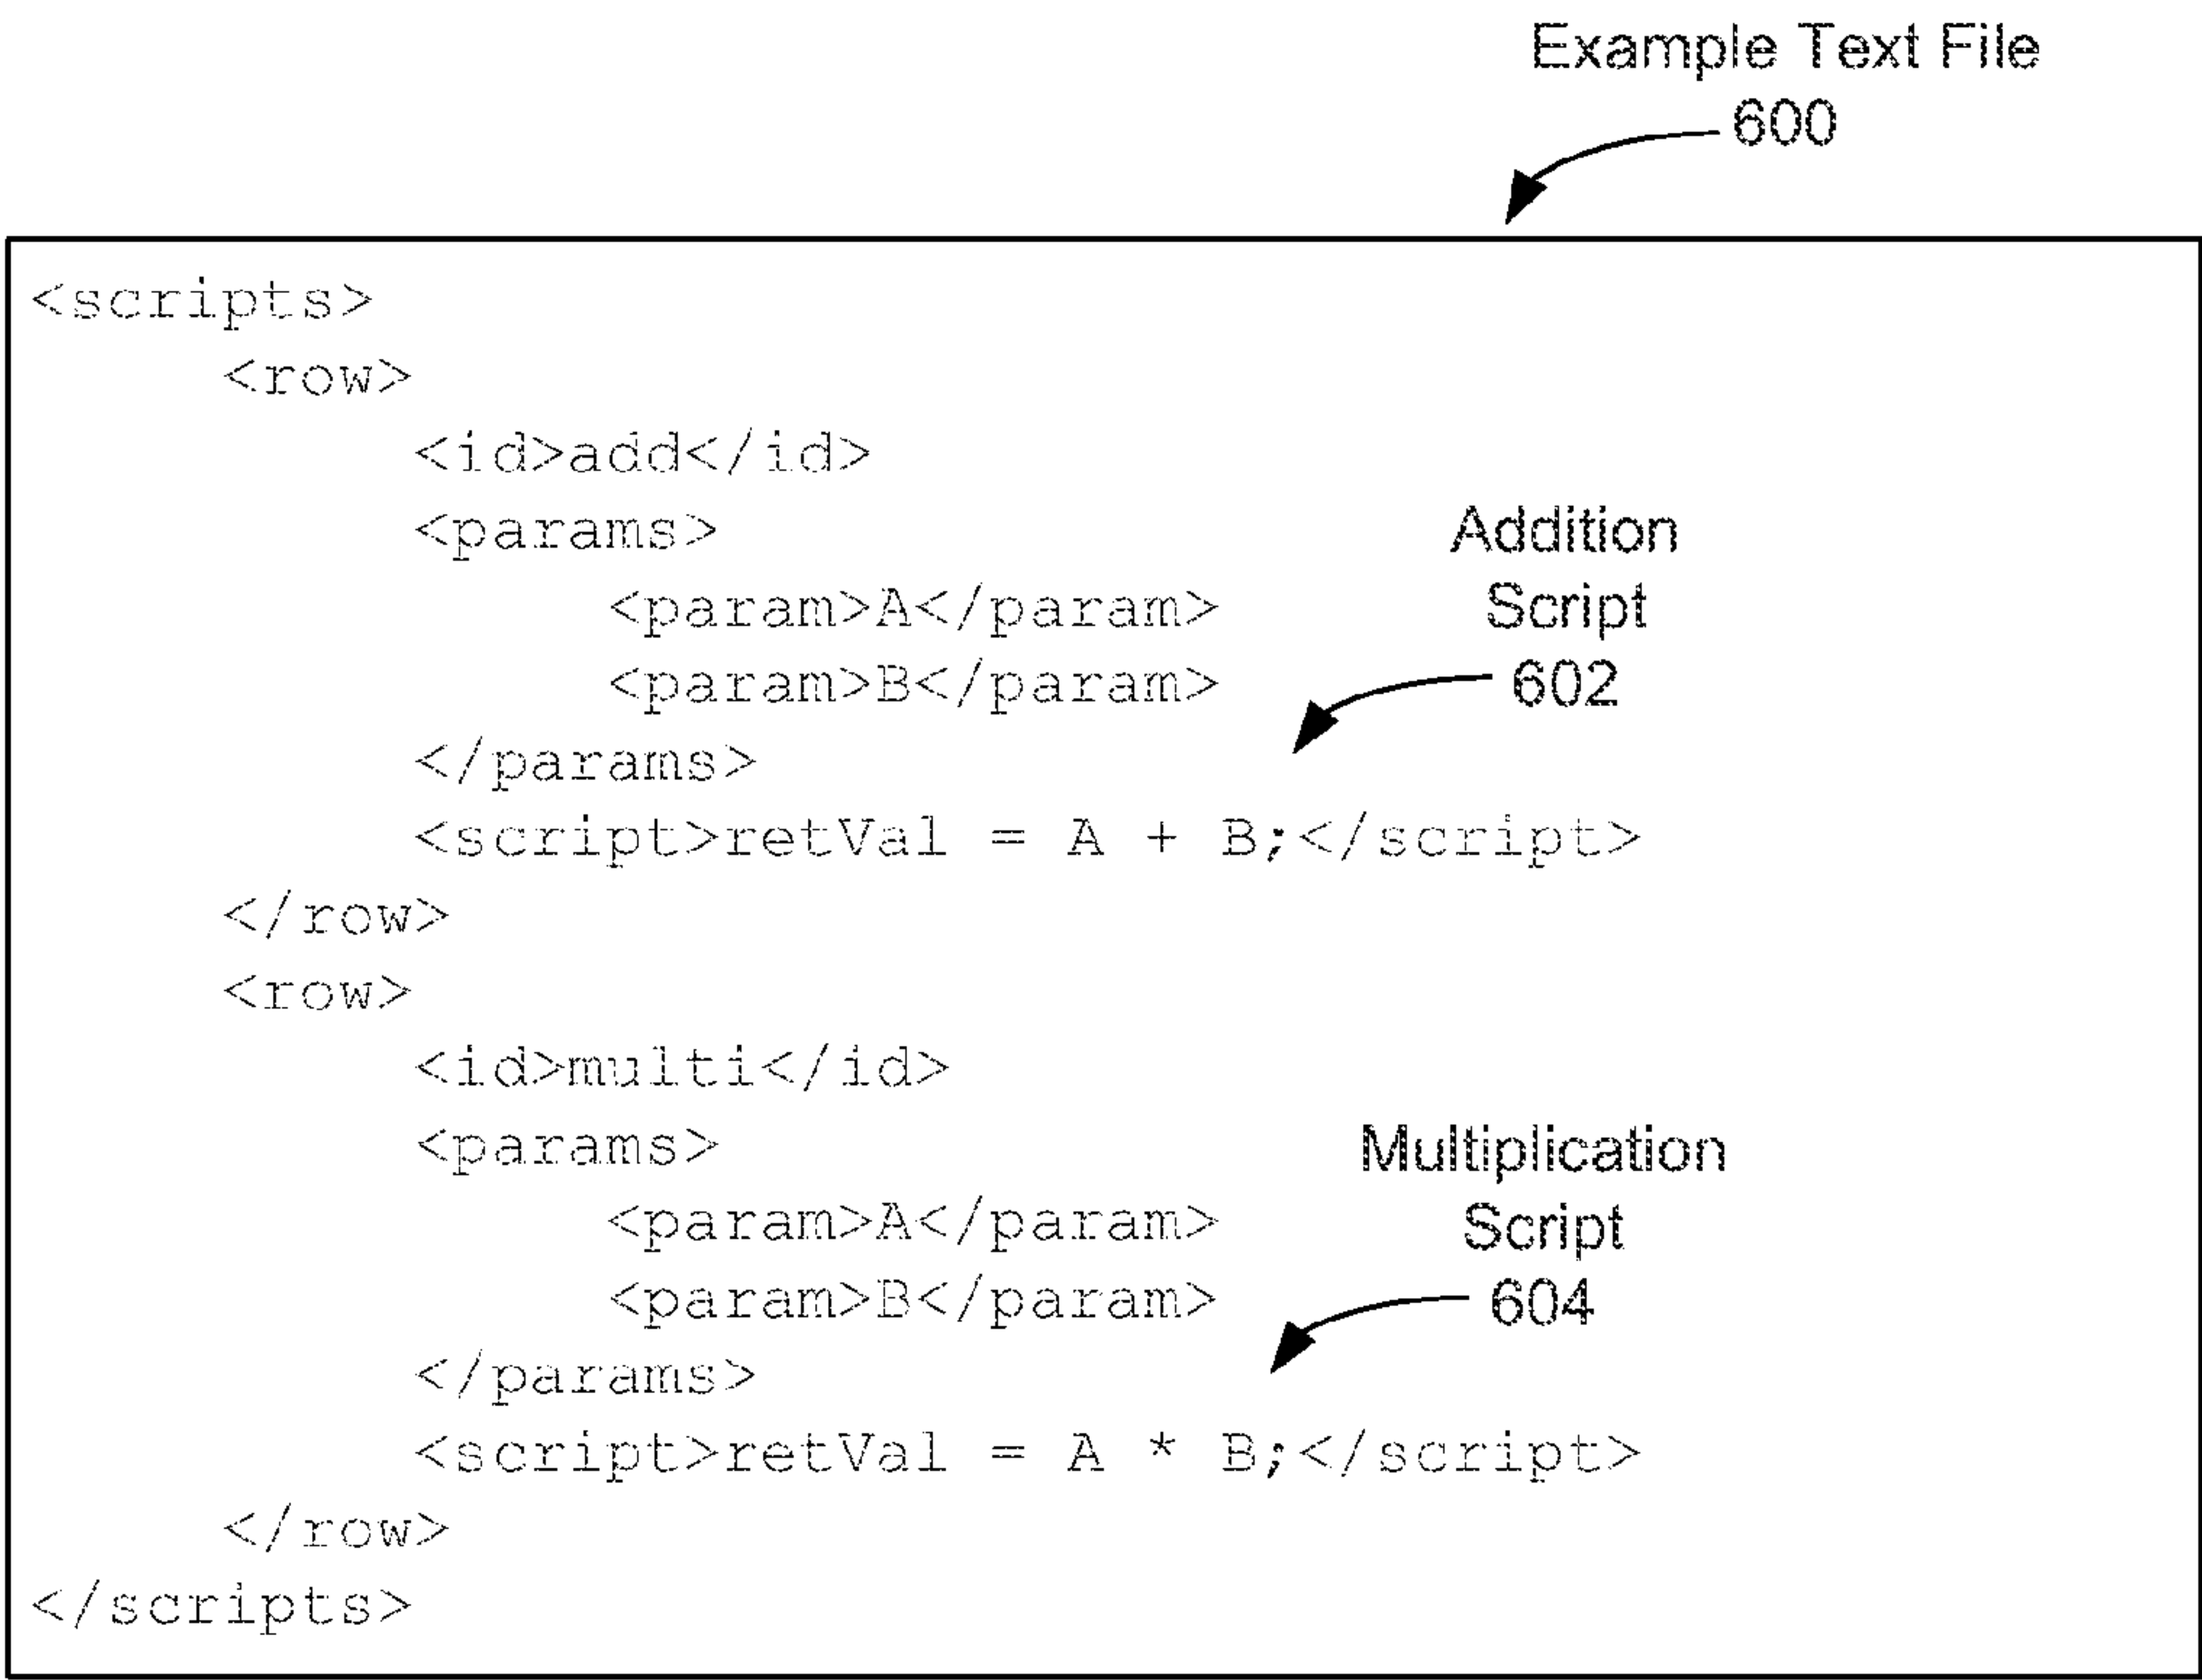 Example Text File
600
<scripts>
<row>
<id>add</id>
<params>
<param>A</param>
<param>B</param>
</params>
<script>retVal = A + B;</script>
</row>
<row>
<id>multi</id>
<params>
<param>A</param>
<param>B</param>
</params>
<script>retVal = A * B;</script>
</row>
</scripts>
Addition
Script
602
Multiplication
Script
604